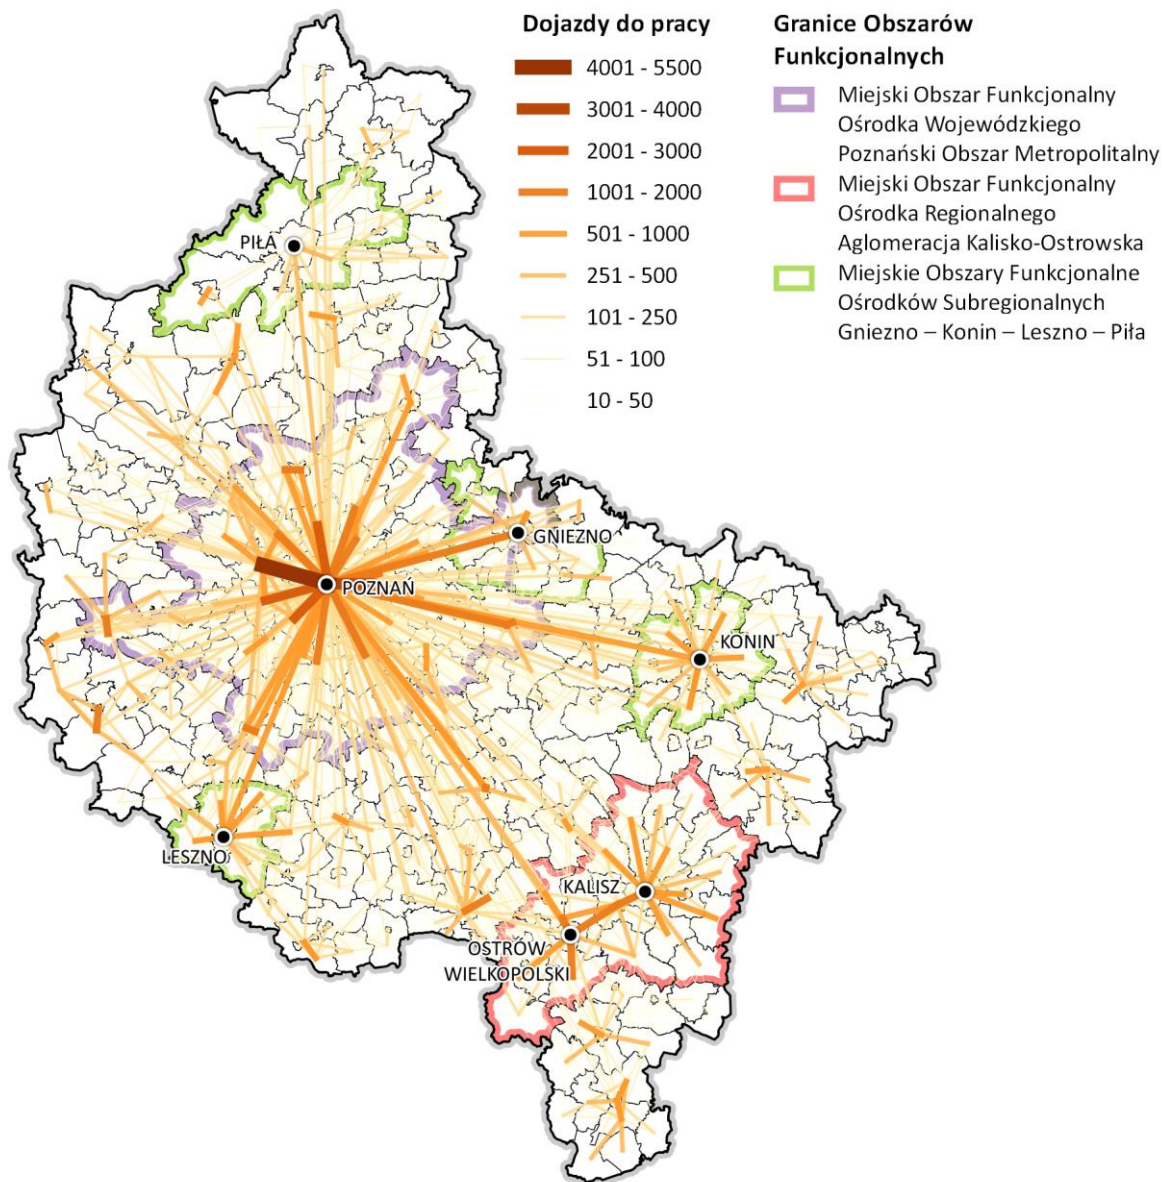 Dojazdy do pracy
4001 - 5500
3001 - 4000
2001 - 3000
1001 - 2000
501 - 1000
251 - 500
101 - 250
51 - 100
10 - 50
Granice Obszarów
Funkcjonalnych
Miejski Obszar Funkcjonalny
Ośrodka Wojewódzkiego
Poznański Obszar Metropolitalny
Miejski Obszar Funkcjonalny
Ośrodka Regionalnego
Aglomeracja Kalisko-Ostrowska
Miejskie Obszary Funkcjonalne
Ośrodków Subregionalnych
Gniezno – Konin – Leszno – Piła
PIŁA
GNIEZNO
POZNAŃ
KONIN
LESZNO
KALISZ
OSTRÓW
WIELKOPOLSKI